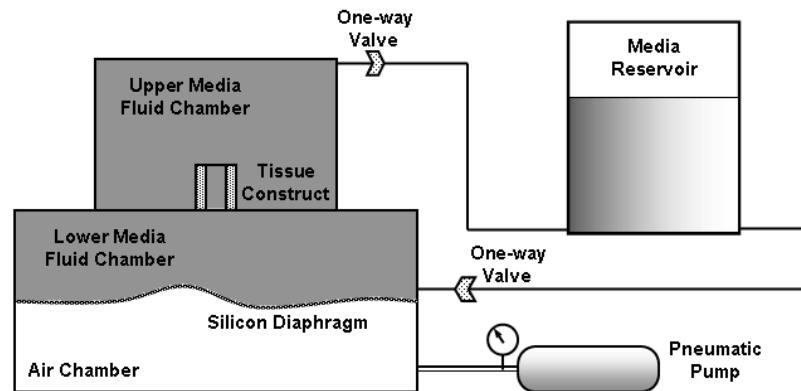 One-way
Valve
Media
Reservoir
Upper Media
Fluid Chamber
Tissue
Construct
Lower Media
Fluid Chamber
One-way
Valve
Silicon Diaphragm
Air Chamber
Pneumatic
Pump